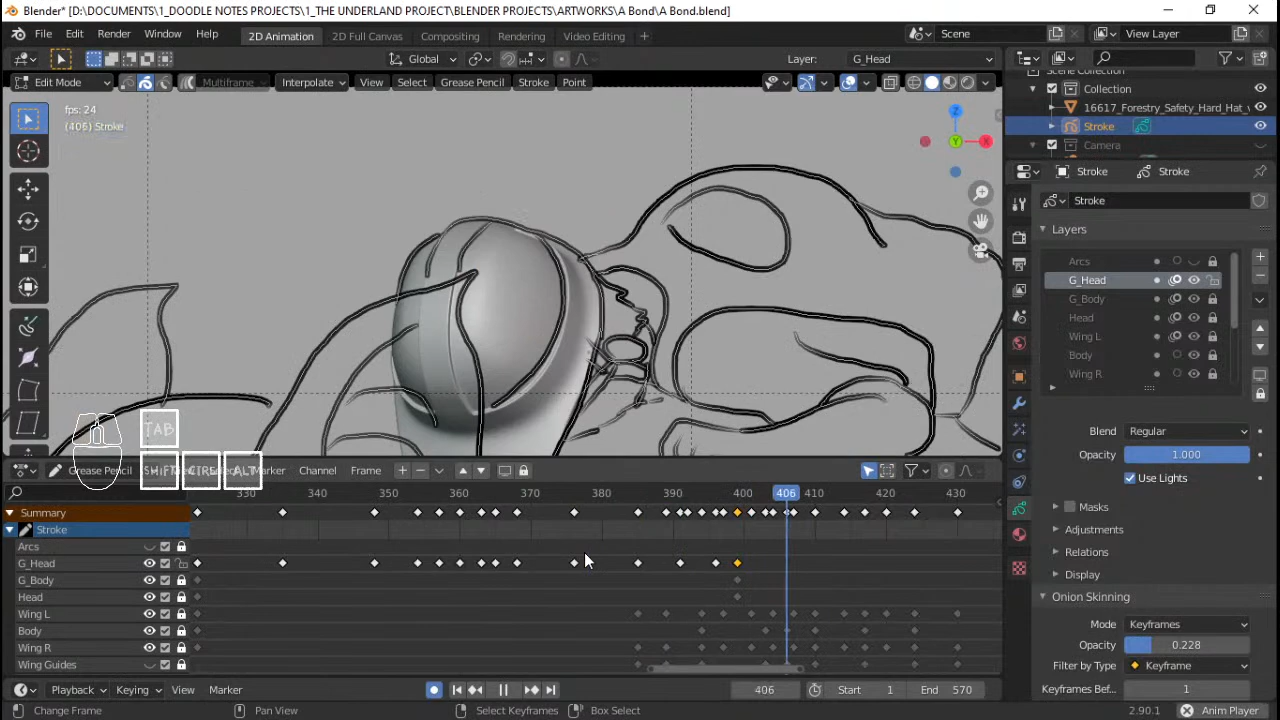 Blender* [D:\DOCUMENTS\1_DOODLE NOTES PROJECTS\1_THE UNDERLAND PROJECT\BLENDER PROJECTS\ARTWORKS\A Bond\A Bond.blend]
File Edit Render Window Help 2D Animation 2D Full Canvas Compositing Rendering Video Editing + Scene View Layer
Global Layer: G_Head
Edit Mode Multiframe Interpolate View Select Grease Pencil Stroke Point
Scene Collection
Collection
16617_Forestry_Safety_Hard_Hat_v
Stroke
Camera
fps: 24
(406) Stroke
Z
Y
X
Stroke Stroke
Stroke
Layers
Arcs
G_Head
G_Body
Head
Wing L
Body
Wing R
Blend Regular
Opacity 1.000
Use Lights
Masks
Adjustments
Relations
Display
Onion Skinning
Mode Keyframes
Opacity 0.228
Filter by Type Keyframe
Keyframes Bef... 1
TAB
SHIFT CTRL ALT
Grease Pencil Marker Channel Frame
330 340 350 360 370 380 390 400 406 410 420 430
Summary
Stroke
Arcs
G_Head
G_Body
Head
Wing L
Body
Wing R
Wing Guides
Playback Keying View Marker 406 Start 1 End 570
Change Frame Pan View Select Keyframes Box Select 2.90.1 Anim Player